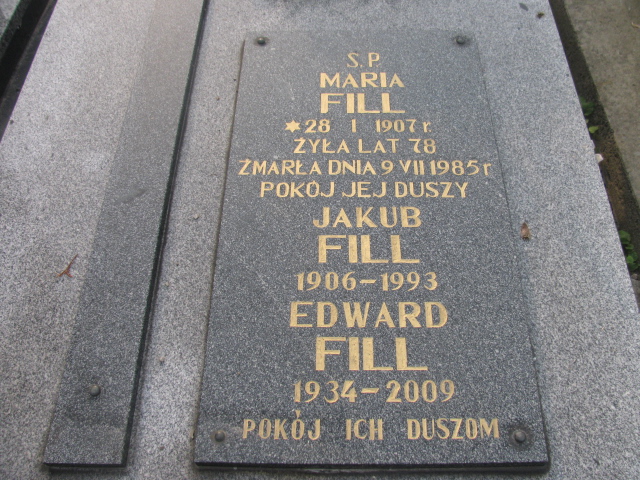 S.P.
MARIA
FILL
✶28 I 1907 r.
ŻYŁA LAT 78
ZMARŁA DNIA 9 VII 1985 r
POKÓJ JEJ DUSZY
JAKUB
FILL
1906-1993
EDWARD
FILL
1934-2009
POKÓJ ICH DUSZOM